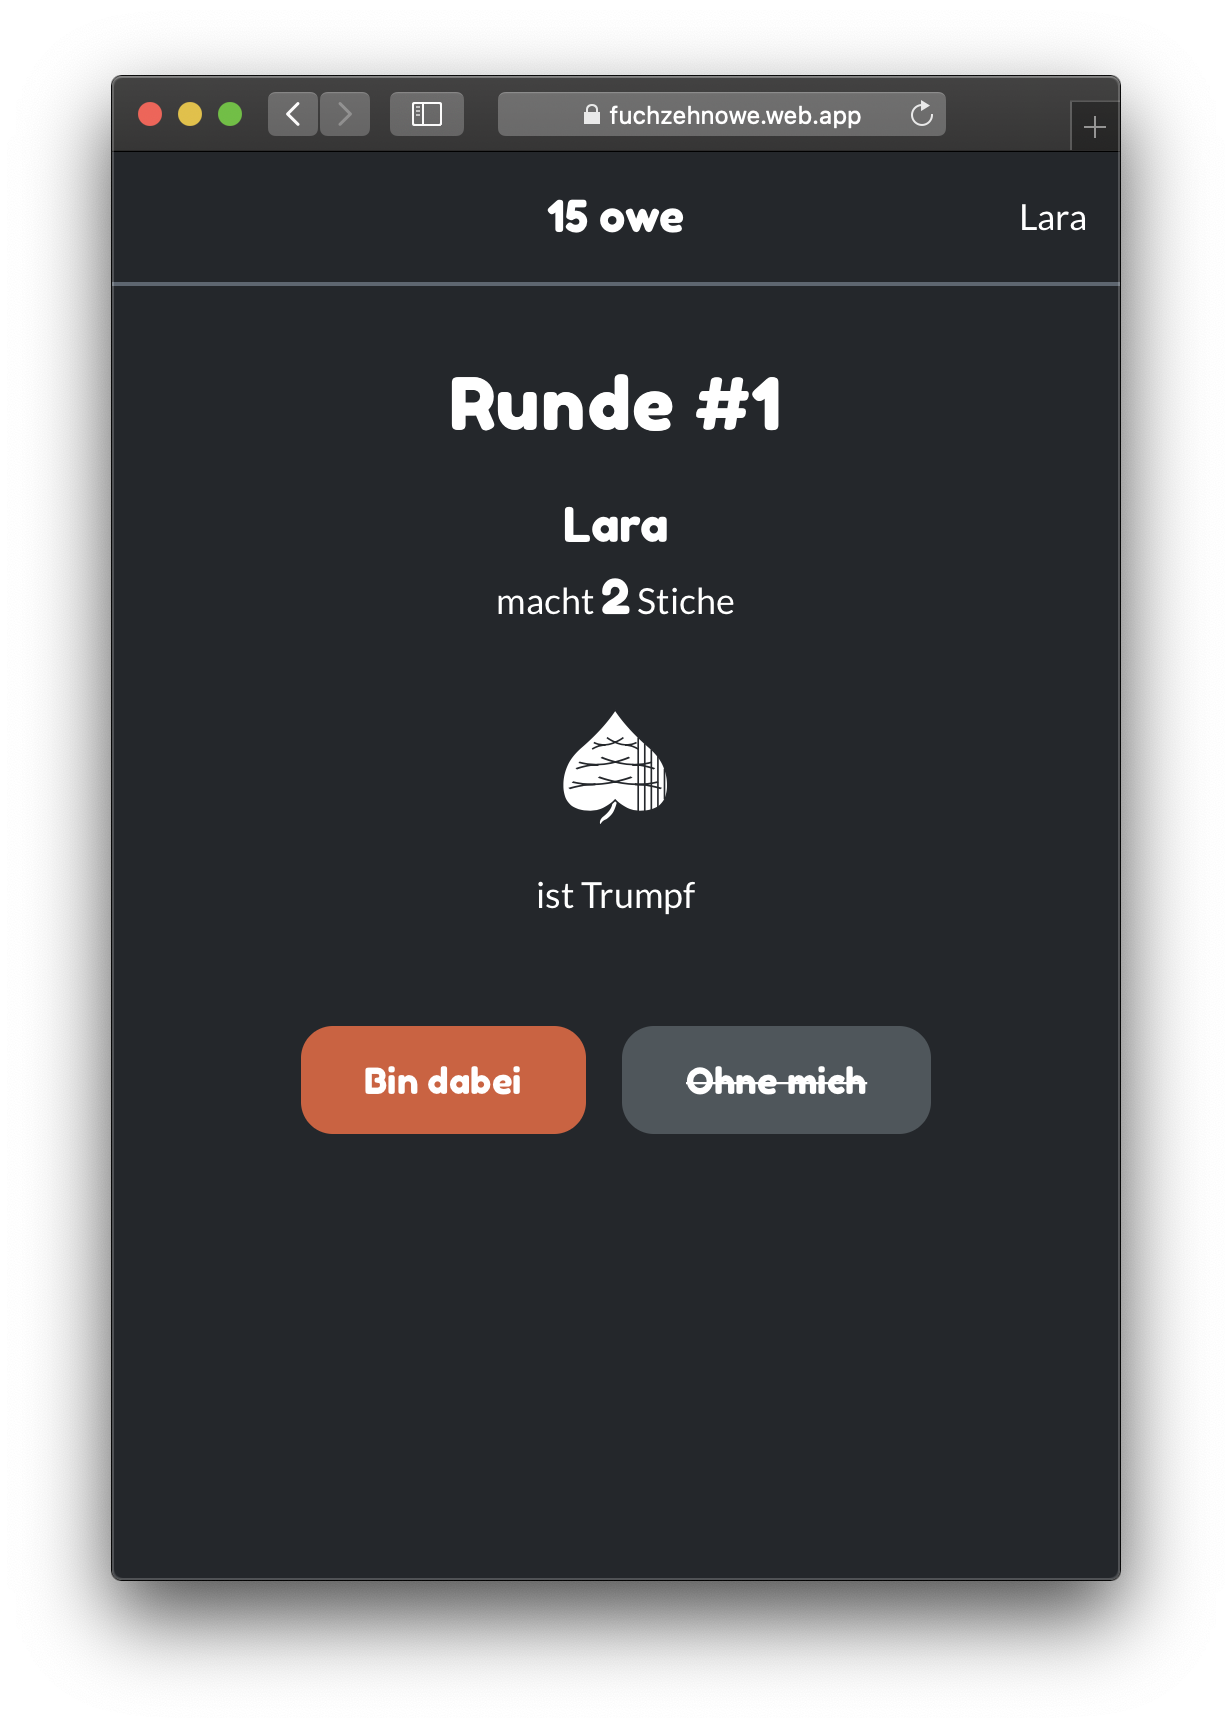 fuchzehnowe.web.app
15 owe
Lara
Runde #1
Lara
macht 2 Stiche
ist Trumpf
Bin dabei
Ohne mich